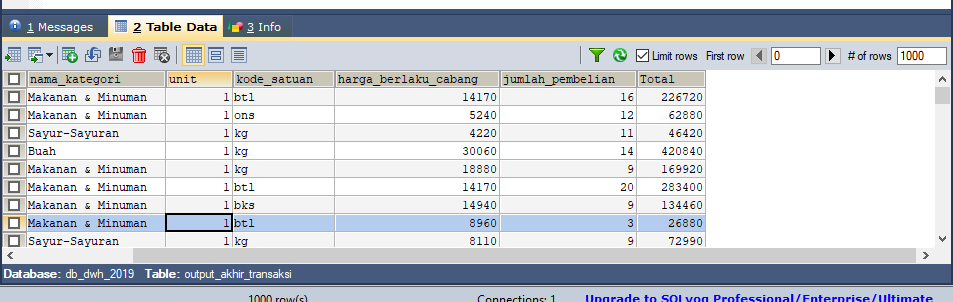 1 Messages 2 Table Data 3 Info
Limit rows First row 0 # of rows 1000
nama_kategori unit kode_satuan harga_berlaku_cabang jumlah_pembelian Total
Makanan & Minuman 1 btl 14170 16 226720
Makanan & Minuman 1 ons 5240 12 62880
Sayur-Sayuran 1 kg 4220 11 46420
Buah 1 kg 30060 14 420840
Makanan & Minuman 1 kg 18880 9 169920
Makanan & Minuman 1 btl 14170 20 283400
Makanan & Minuman 1 bks 14940 9 134460
Makanan & Minuman 1 btl 8960 3 26880
Sayur-Sayuran 1 kg 8110 9 72990
Database: db_dwh_2019 Table: output_akhir_transaksi
1000 row(s) Connections: 1 Upgrade to SQLyog Professional/Enterprise/Ultimate